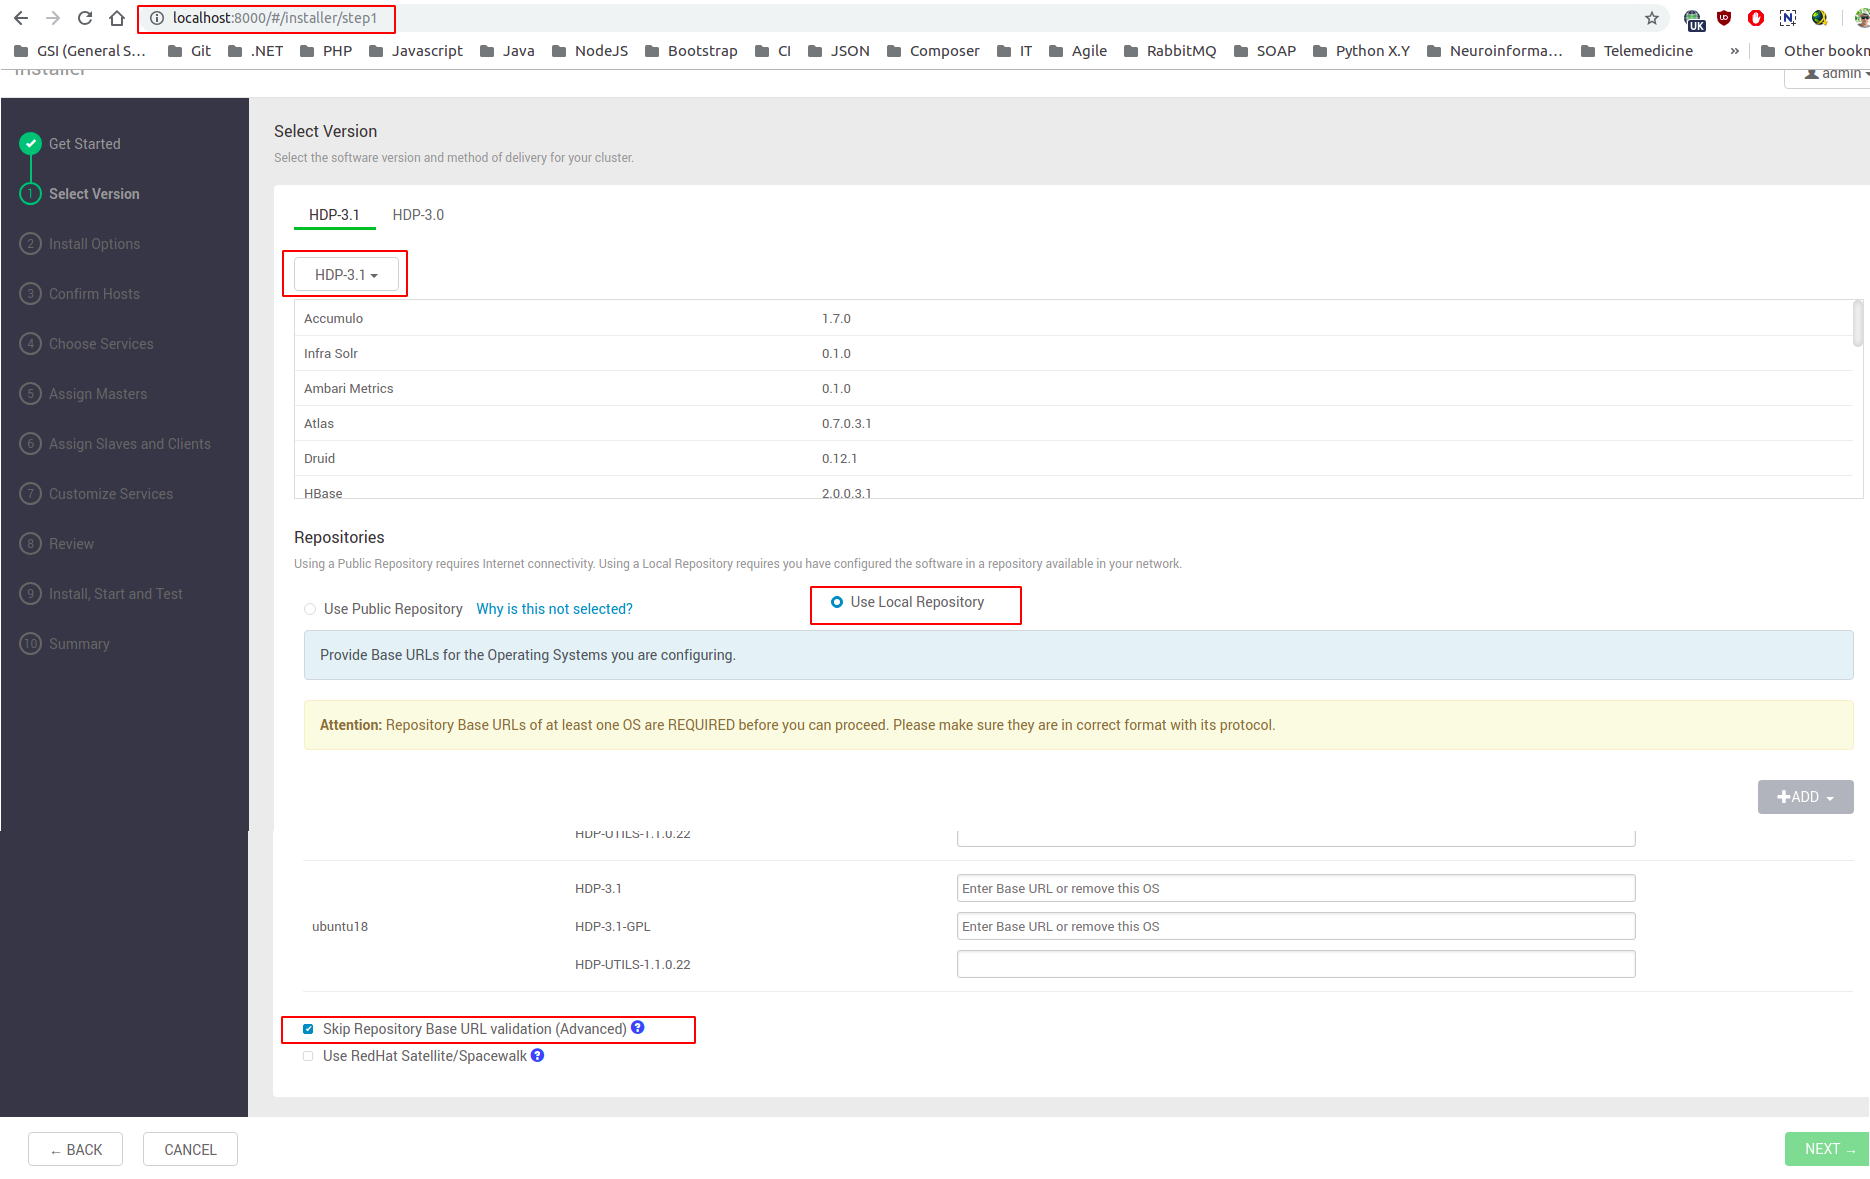 localhost:8000/#/installer/step1
UK
GSI (General S... Git .NET PHP Javascript Java NodeJS Bootstrap CI JSON Composer IT Agile RabbitMQ SOAP Python X.Y Neuroinforma... Telemedicine » Other bookm
Installer
admin
Get Started
1 Select Version
2 Install Options
3 Confirm Hosts
4 Choose Services
5 Assign Masters
6 Assign Slaves and Clients
7 Customize Services
8 Review
9 Install, Start and Test
10 Summary
Select Version
Select the software version and method of delivery for your cluster.
HDP-3.1 HDP-3.0
HDP-3.1
Accumulo 1.7.0
Infra Solr 0.1.0
Ambari Metrics 0.1.0
Atlas 0.7.0.3.1
Druid 0.12.1
HBase 2.0.0.3.1
Repositories
Using a Public Repository requires Internet connectivity. Using a Local Repository requires you have configured the software in a repository available in your network.
Use Public Repository Why is this not selected? Use Local Repository
Provide Base URLs for the Operating Systems you are configuring.
Attention: Repository Base URLs of at least one OS are REQUIRED before you can proceed. Please make sure they are in correct format with its protocol.
ADD
HDP-UTILS-1.1.0.22
HDP-3.1 Enter Base URL or remove this OS
ubuntu18 HDP-3.1-GPL Enter Base URL or remove this OS
HDP-UTILS-1.1.0.22
Skip Repository Base URL validation (Advanced) ?
Use RedHat Satellite/Spacewalk ?
← BACK CANCEL NEXT →